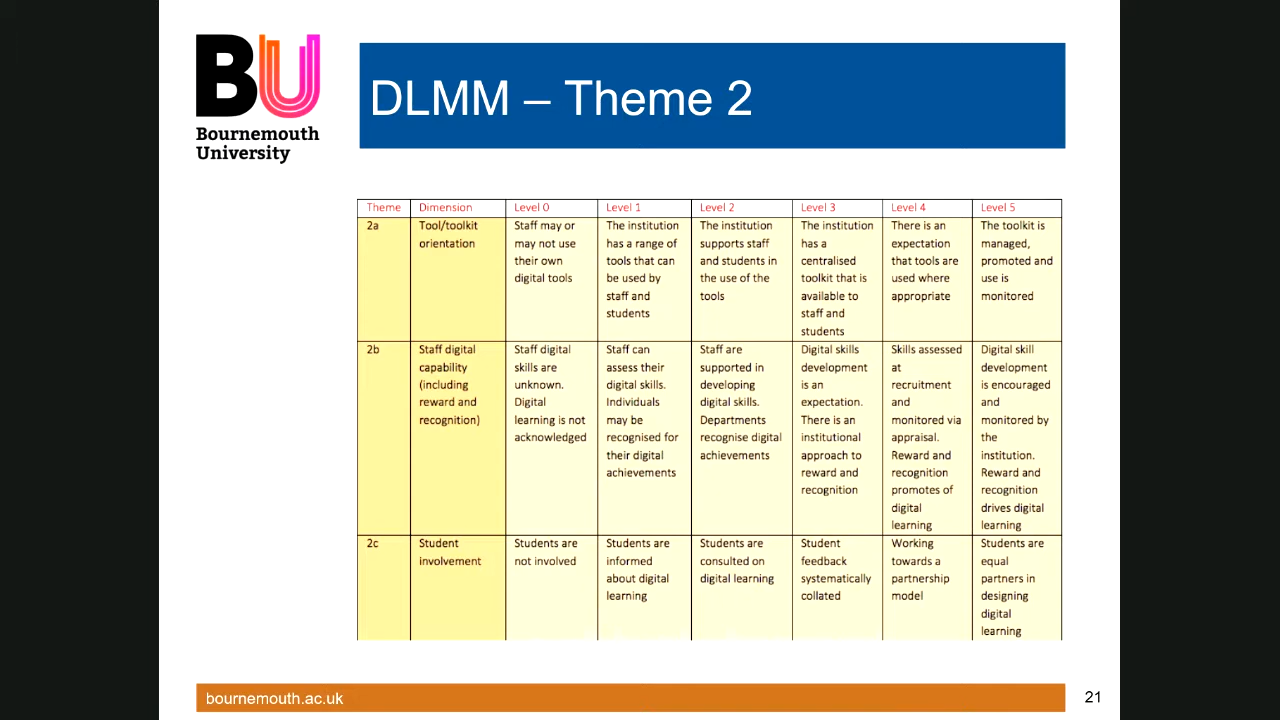 BU
Bournemouth
University
DLMM – Theme 2
Theme Dimension Level 0 Level 1 Level 2 Level 3 Level 4 Level 5
2a
Tool/toolkit
orientation
Staff may or
may not use
their own
digital tools
The institution
has a range of
tools that can
be used by
staff and
students
The institution
supports staff
and students in
the use of the
tools
The institution
has a
centralised
toolkit that is
available to
staff and
students
There is an
expectation
that tools are
used where
appropriate
The toolkit is
managed,
promoted and
use is
monitored
2b
Staff digital
capability
(including
reward and
recognition)
Staff digital
skills are
unknown.
Digital
learning is not
acknowledged
Staff can
assess their
digital skills.
Individuals
may be
recognised for
their digital
achievements
Staff are
supported in
developing
digital skills.
Departments
recognise digital
achievements
Digital skills
development
is an
expectation.
There is an
institutional
approach to
reward and
recognition
Skills assessed
at
recruitment
and
monitored via
appraisal.
Reward and
recognition
promotes of
digital
learning
Digital skill
development
is encouraged
and
monitored by
the
institution.
Reward and
recognition
drives digital
learning
2c
Student
involvement
Students are
not involved
Students are
informed
about digital
learning
Students are
consulted on
digital learning
Student
feedback
systematically
collated
Working
towards a
partnership
model
Students are
equal
partners in
designing
digital
learning
bournemouth.ac.uk
21